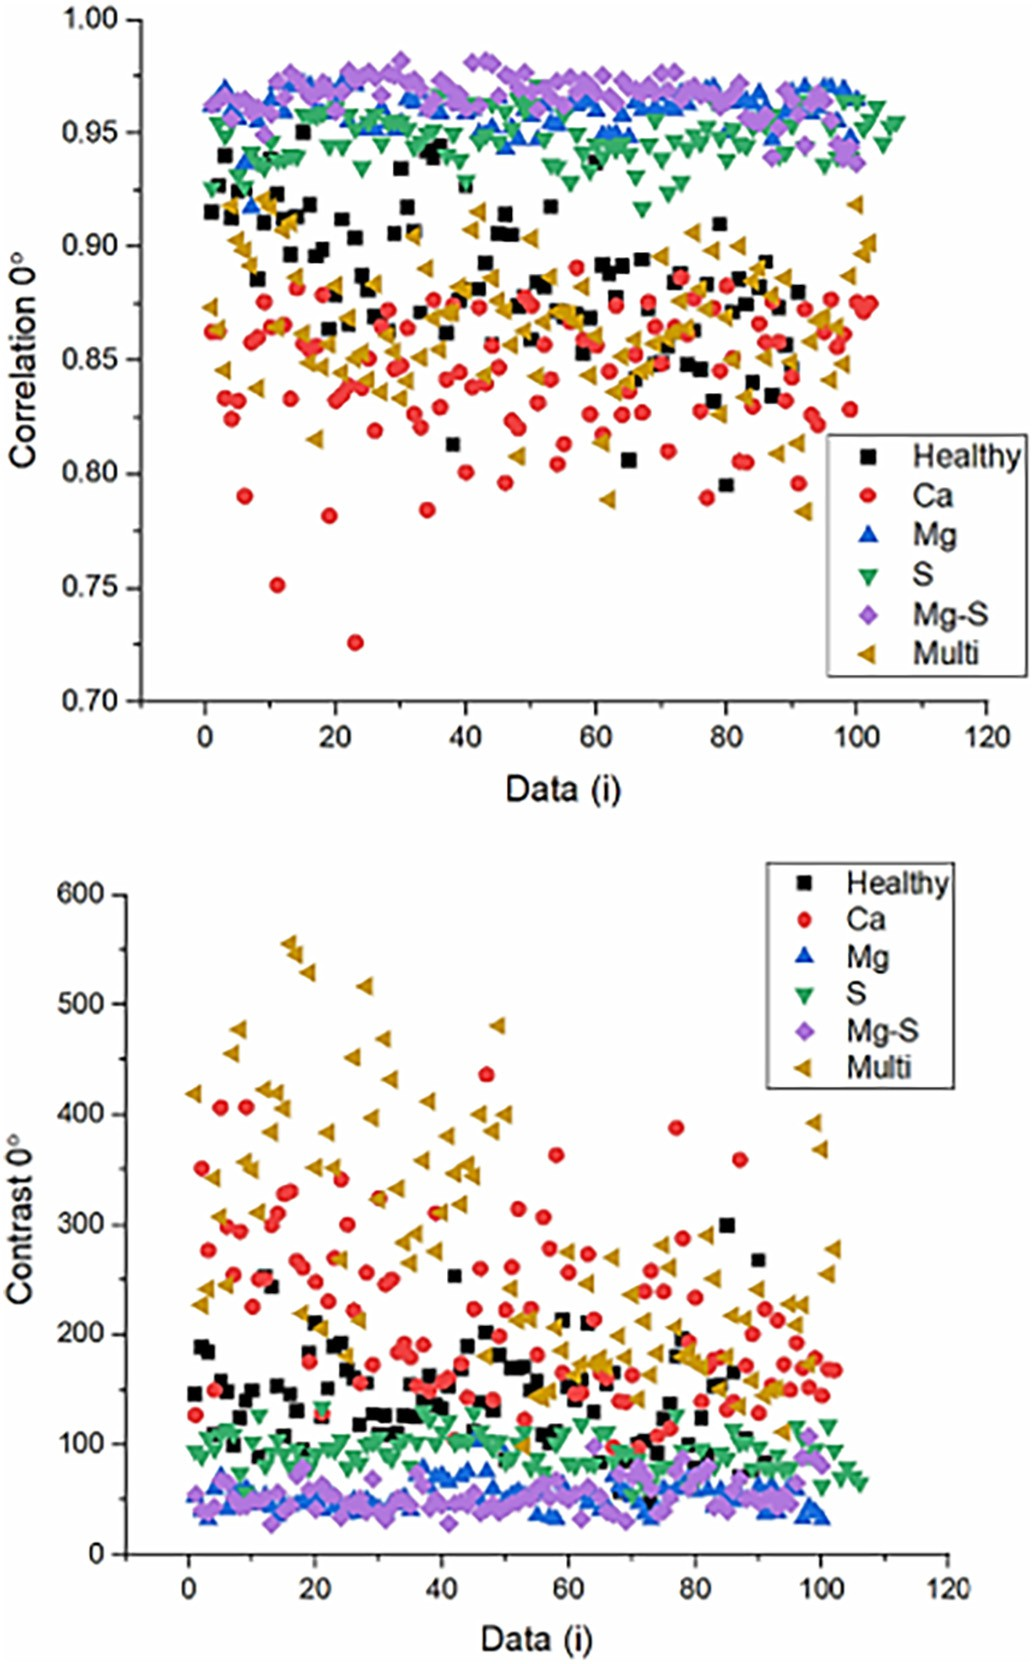 1.00
0.95
0.90
0.85
0.80
0.75
0.70
Correlation 0°
Healthy
Ca
Mg
S
Mg-S
Multi
0 20 40 60 80 100 120
Data (i)
Healthy
Ca
Mg
S
Mg-S
Multi
600
500
400
300
200
100
0
Contrast 0°
0 20 40 60 80 100 120
Data (i)